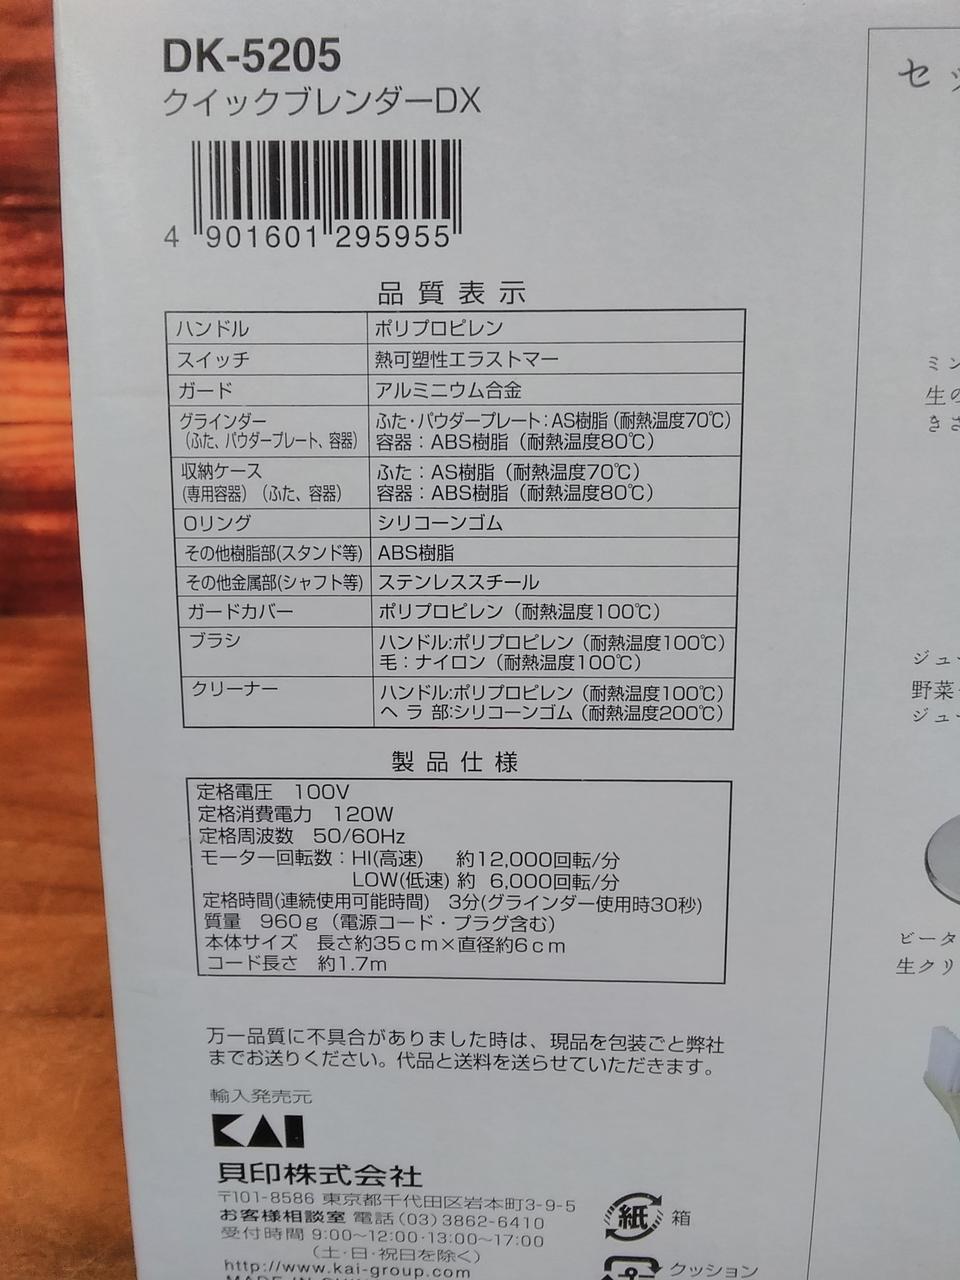 DK-5205
クイックブレンダーDX
4 901601 295955
品質表示
ハンドル ポリプロピレン
スイッチ 熱可塑性エラストマー
ガード アルミニウム合金
グラインダー ふた・パウダープレート：AS樹脂（耐熱温度70℃）
（ふた、パウダープレート、容器） 容器：ABS樹脂（耐熱温度80℃）
収納ケース ふた：AS樹脂（耐熱温度70℃）
（専用容器）（ふた、容器） 容器：ABS樹脂（耐熱温度80℃）
Oリング シリコーンゴム
その他樹脂部(スタンド等) ABS樹脂
その他金属部(シャフト等) ステンレススチール
ガードカバー ポリプロピレン（耐熱温度100℃）
ブラシ ハンドル:ポリプロピレン（耐熱温度100℃）
毛：ナイロン（耐熱温度100℃）
クリーナー ハンドル:ポリプロピレン（耐熱温度100℃）
ヘラ部:シリコーンゴム（耐熱温度200℃）
製品仕様
定格電圧 100V
定格消費電力 120W
定格周波数 50/60Hz
モーター回転数：HI(高速) 約12,000回転/分
LOW(低速) 約 6,000回転/分
定格時間(連続使用可能時間) 3分(グラインダー使用時30秒)
質量 960g（電源コード・プラグ含む）
本体サイズ 長さ約35cm×直径約6cm
コード長さ 約1.7m
万一品質に不具合がありました時は、現品を包装ごと弊社
までお送りください。代品と送料を送らせていただきます。
輸入発売元
KAI
貝印株式会社
〒101-8586 東京都千代田区岩本町3-9-5
お客様相談室 電話(03)3862-6410
受付時間 9:00～12:00・13:00～17:00
（土・日・祝日を除く）
http://www.kai-group.com
紙 箱
クッション
セッ
ミン
生の
きさ
ジュー
野菜
ジュー
ビータ
生クリ